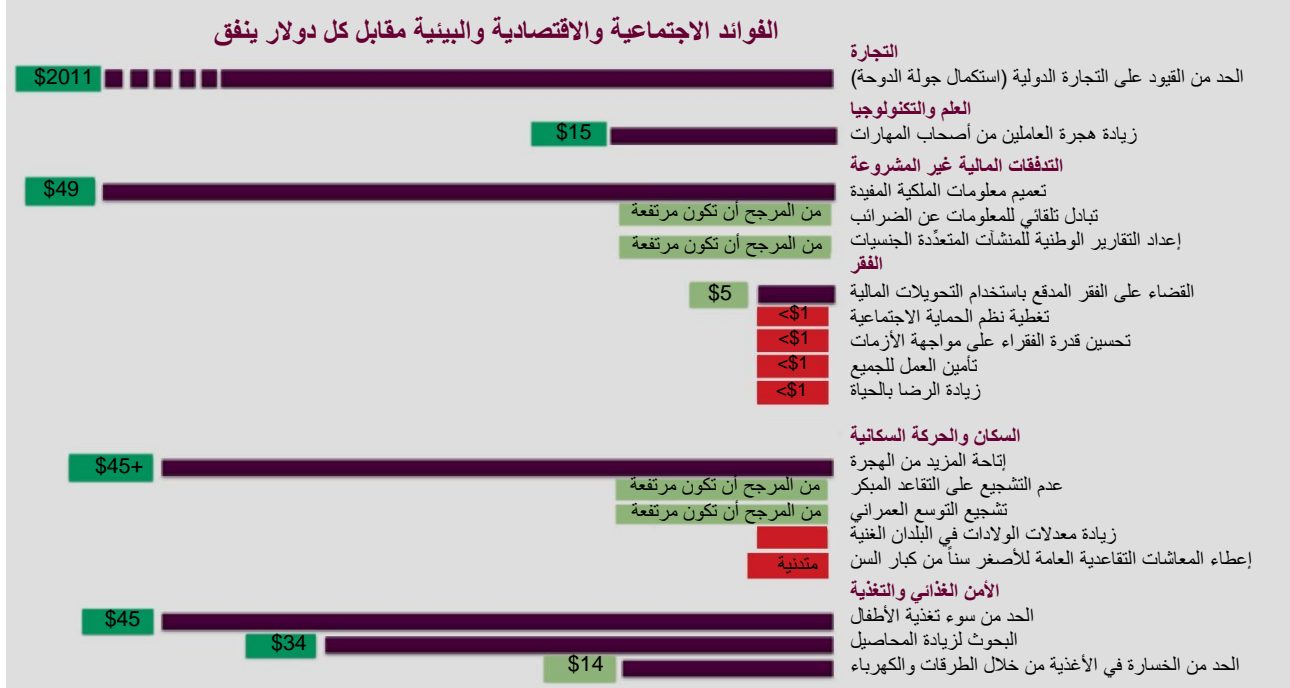 الفوائد الاجتماعية والاقتصادية والبيئية مقابل كل دولار ينفق
التجارة
الحد من القيود على التجارة الدولية (استكمال جولة الدوحة) $2011
العلم والتكنولوجيا
زيادة هجرة العاملين من أصحاب المهارات $15
التدفقات المالية غير المشروعة
تعميم معلومات الملكية المفيدة $49
تبادل تلقائي للمعلومات عن الضرائب من المرجح أن تكون مرتفعة
إعداد التقارير الوطنية للمنشآت المتعدِّدة الجنسيات من المرجح أن تكون مرتفعة
الفقر
القضاء على الفقر المدقع باستخدام التحويلات المالية $5
تغطية نظم الحماية الاجتماعية <$1
تحسين قدرة الفقراء على مواجهة الأزمات <$1
تأمين العمل للجميع <$1
زيادة الرضا بالحياة <$1
السكان والحركة السكانية
إتاحة المزيد من الهجرة $45+
عدم التشجيع على التقاعد المبكر من المرجح أن تكون مرتفعة
تشجيع التوسع العمراني من المرجح أن تكون مرتفعة
زيادة معدلات الولادات في البلدان الغنية
إعطاء المعاشات التقاعدية العامة للأصغر سناً من كبار السن متدنية
الأمن الغذائي والتغذية
الحد من سوء تغذية الأطفال $45
البحوث لزيادة المحاصيل $34
الحد من الخسارة في الأغذية من خلال الطرقات والكهرباء $14